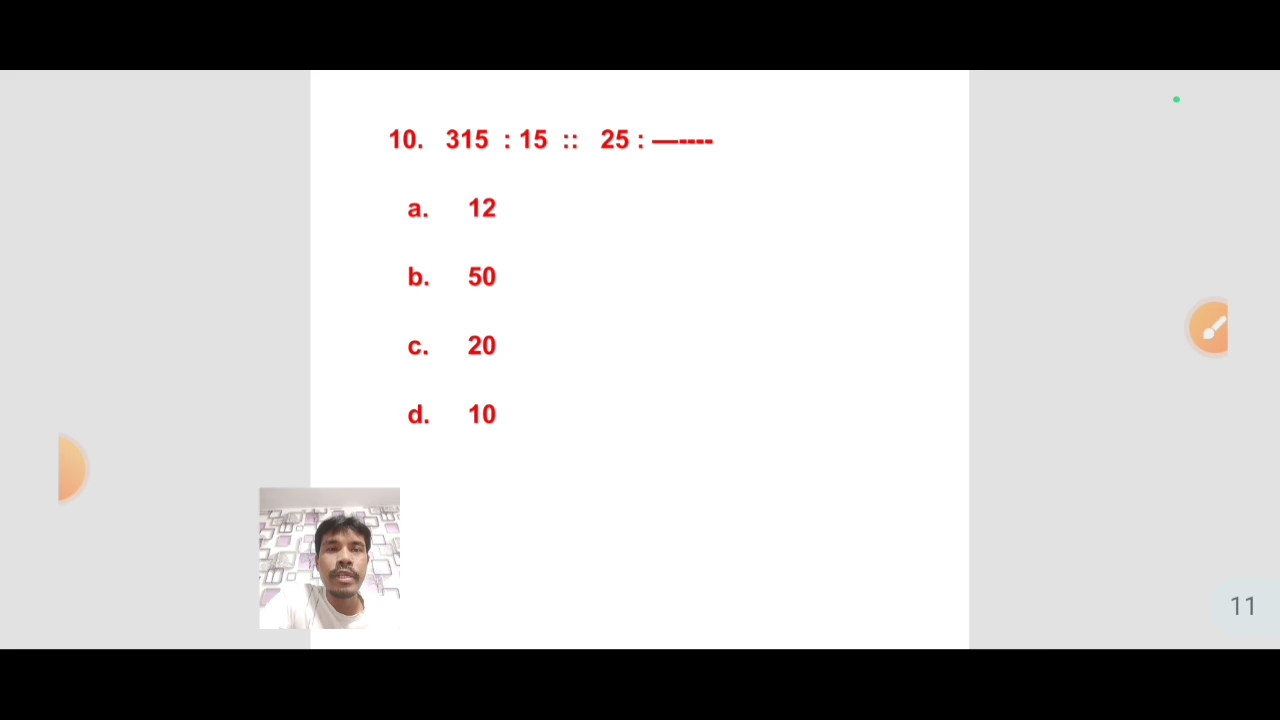 10. 315 : 15 :: 25 : —----
a. 12
b. 50
c. 20
d. 10
11